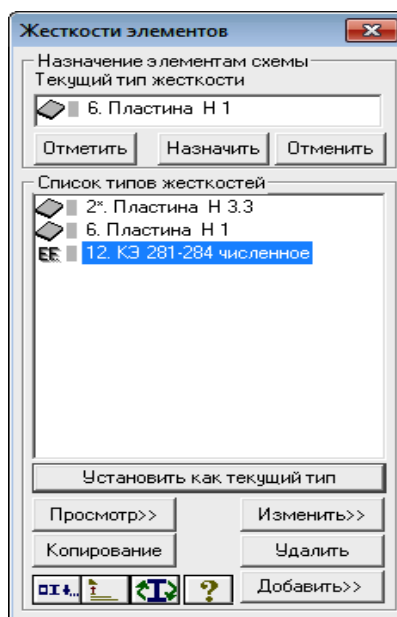 Жесткости элементов
Назначение элементам схемы
Текущий тип жесткости
6. Пластина Н 1
Отметить Назначить Отменить
Список типов жесткостей
2*. Пластина Н 3.3
6. Пластина Н 1
EE 12. КЭ 281-284 численное
Установить как текущий тип
Просмотр>> Изменить>>
Копирование Удалить
? Добавить>>